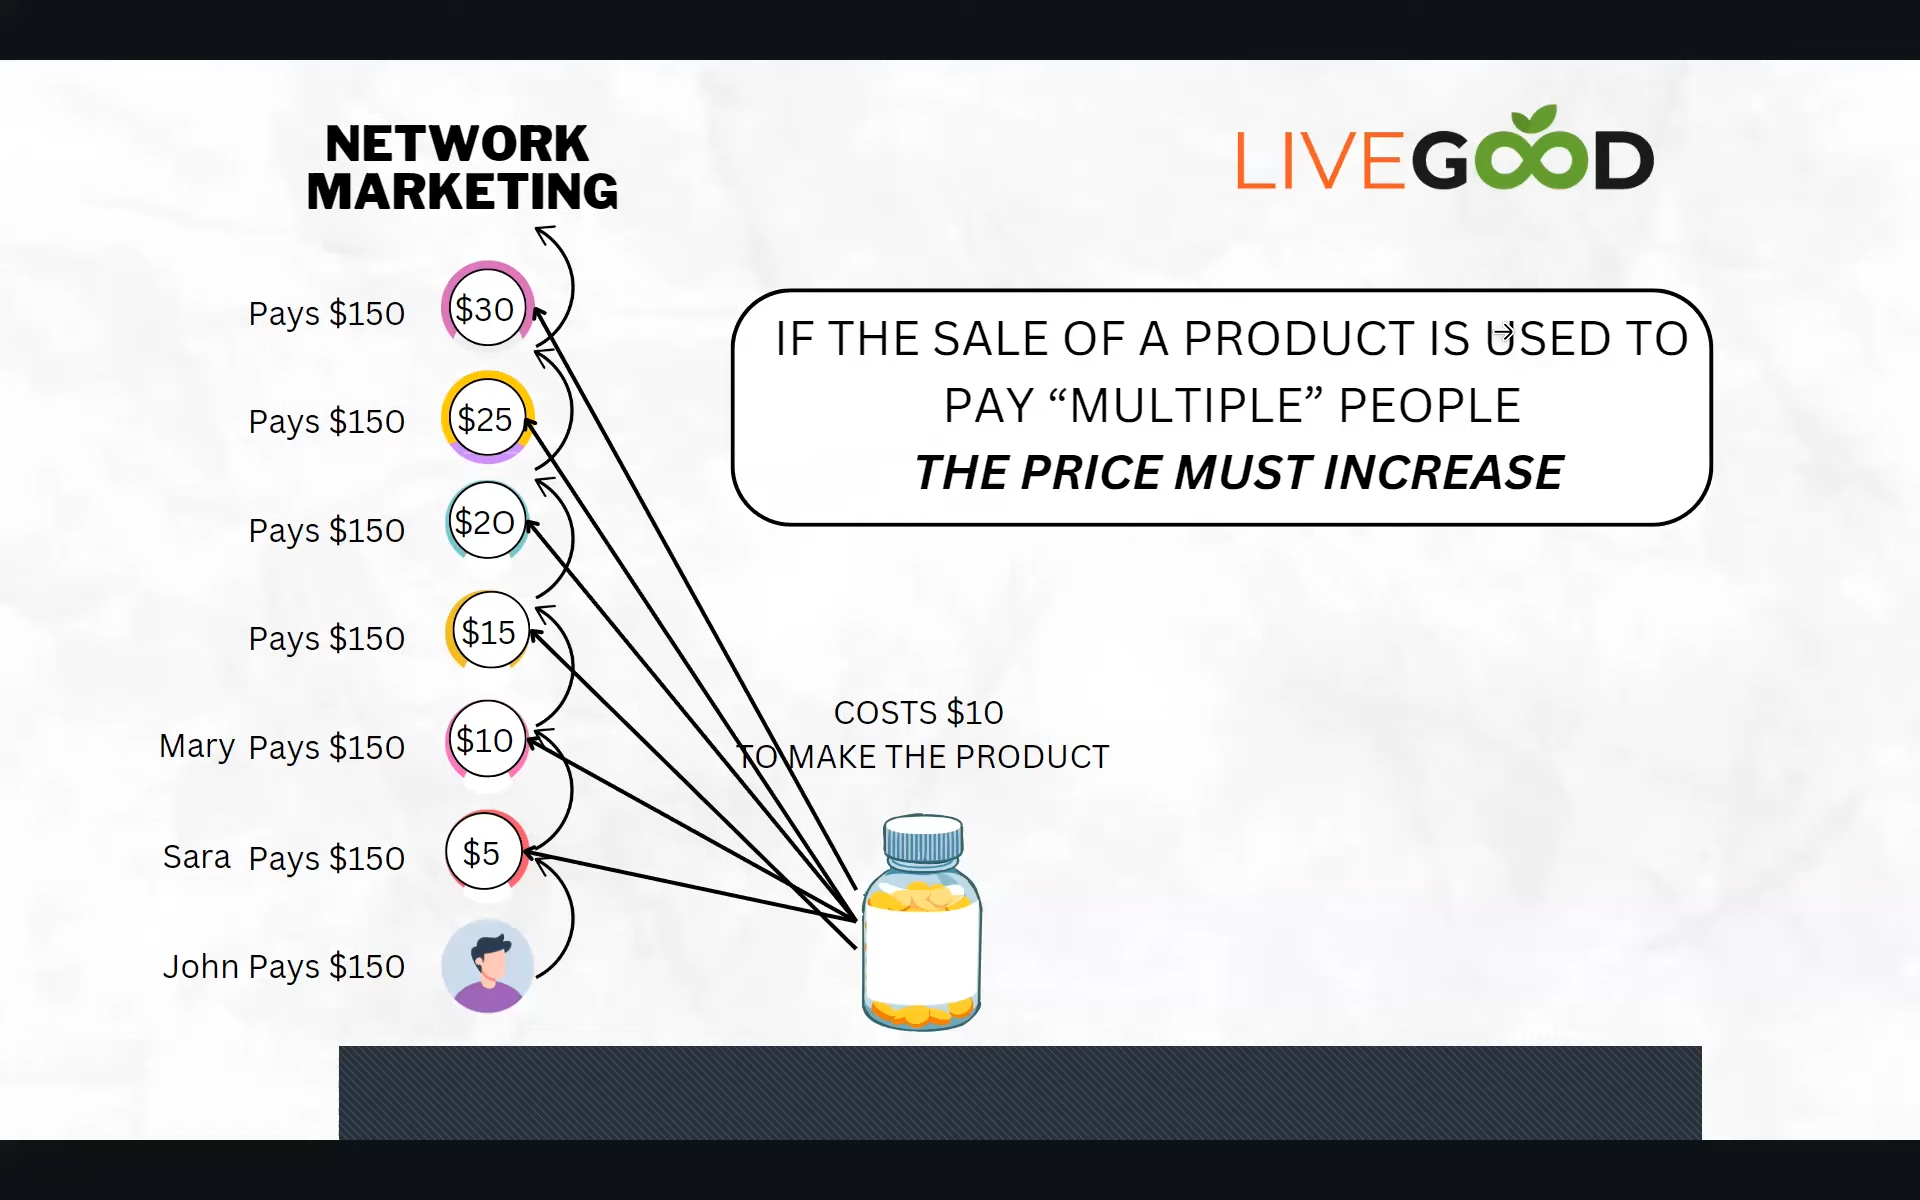 NETWORK
MARKETING
LIVEGOOD
IF THE SALE OF A PRODUCT IS USED TO
PAY “MULTIPLE” PEOPLE
THE PRICE MUST INCREASE
Pays $150 $30
Pays $150 $25
Pays $150 $20
Pays $150 $15
Mary Pays $150 $10
Sara Pays $150 $5
John Pays $150
COSTS $10
TO MAKE THE PRODUCT